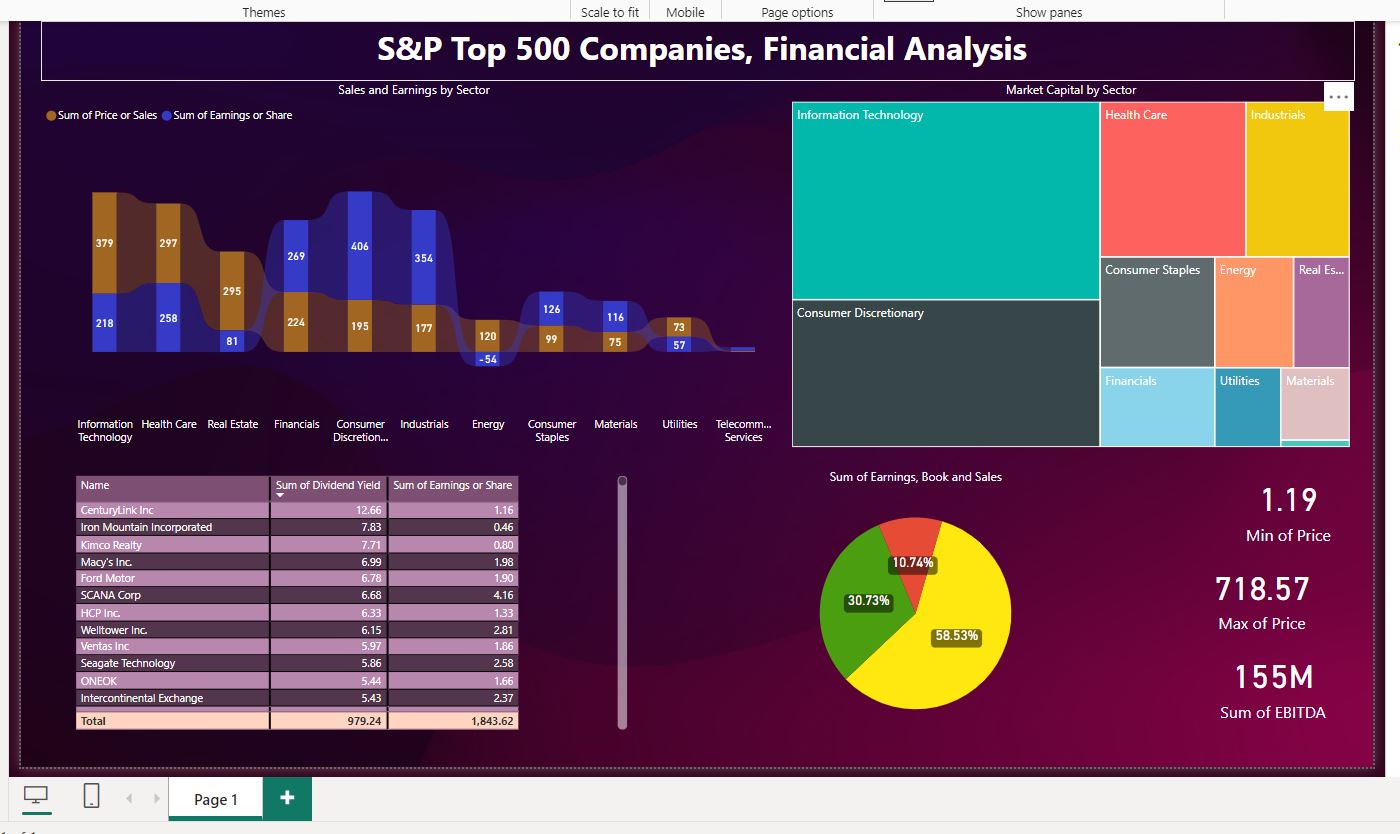 Themes
Scale to fit
Mobile
Page options
Show panes
S&P Top 500 Companies, Financial Analysis
Sales and Earnings by Sector
Sum of Price or Sales Sum of Earnings or Share
379
297
295
269
406
354
218
258
81
224
195
177
120
-54
126
99
116
75
73
57
Information Technology
Health Care
Real Estate
Financials
Consumer Discretion...
Industrials
Energy
Consumer Staples
Materials
Utilities
Telecomm... Services
Market Capital by Sector
...
Information Technology
Health Care
Industrials
Consumer Discretionary
Consumer Staples
Energy
Real Es...
Financials
Utilities
Materials
Name Sum of Dividend Yield Sum of Earnings or Share
CenturyLink Inc 12.66 1.16
Iron Mountain Incorporated 7.83 0.46
Kimco Realty 7.71 0.80
Macy's Inc. 6.99 1.98
Ford Motor 6.78 1.90
SCANA Corp 6.68 4.16
HCP Inc. 6.33 1.33
Welltower Inc. 6.15 2.81
Ventas Inc 5.97 1.86
Seagate Technology 5.86 2.58
ONEOK 5.44 1.66
Intercontinental Exchange 5.43 2.37
Total 979.24 1,843.62
Sum of Earnings, Book and Sales
10.74%
30.73%
58.53%
1.19
Min of Price
718.57
Max of Price
155M
Sum of EBITDA
Page 1
+